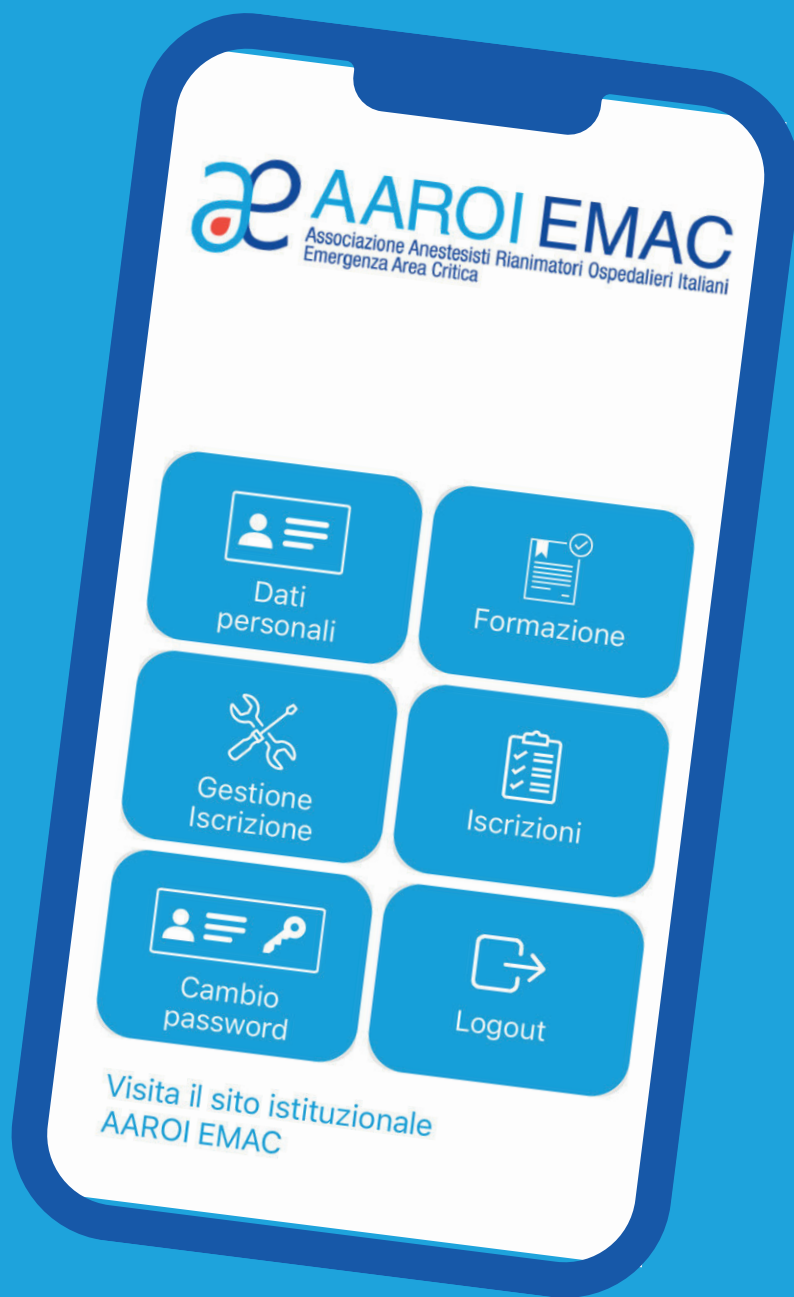 æ AAROI EMAC
Associazione Anestesisti Rianimatori Ospedalieri Italiani
Emergenza Area Critica
Dati
personali
Formazione
Gestione
Iscrizione
Iscrizioni
Cambio
password
Logout
Visita il sito istituzionale
AAROI EMAC